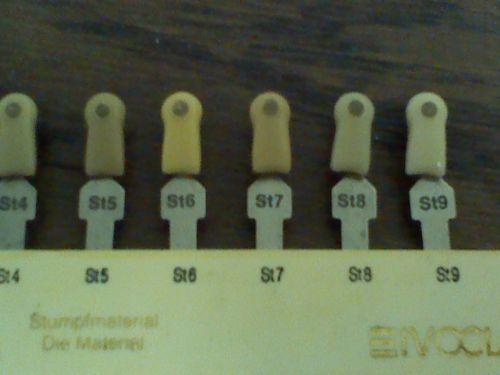 St4 St5 St6 St7 St8 St9
St4 St5 St6 St7 St8 St9
Stumpfmaterial
Die Material
IVOCL